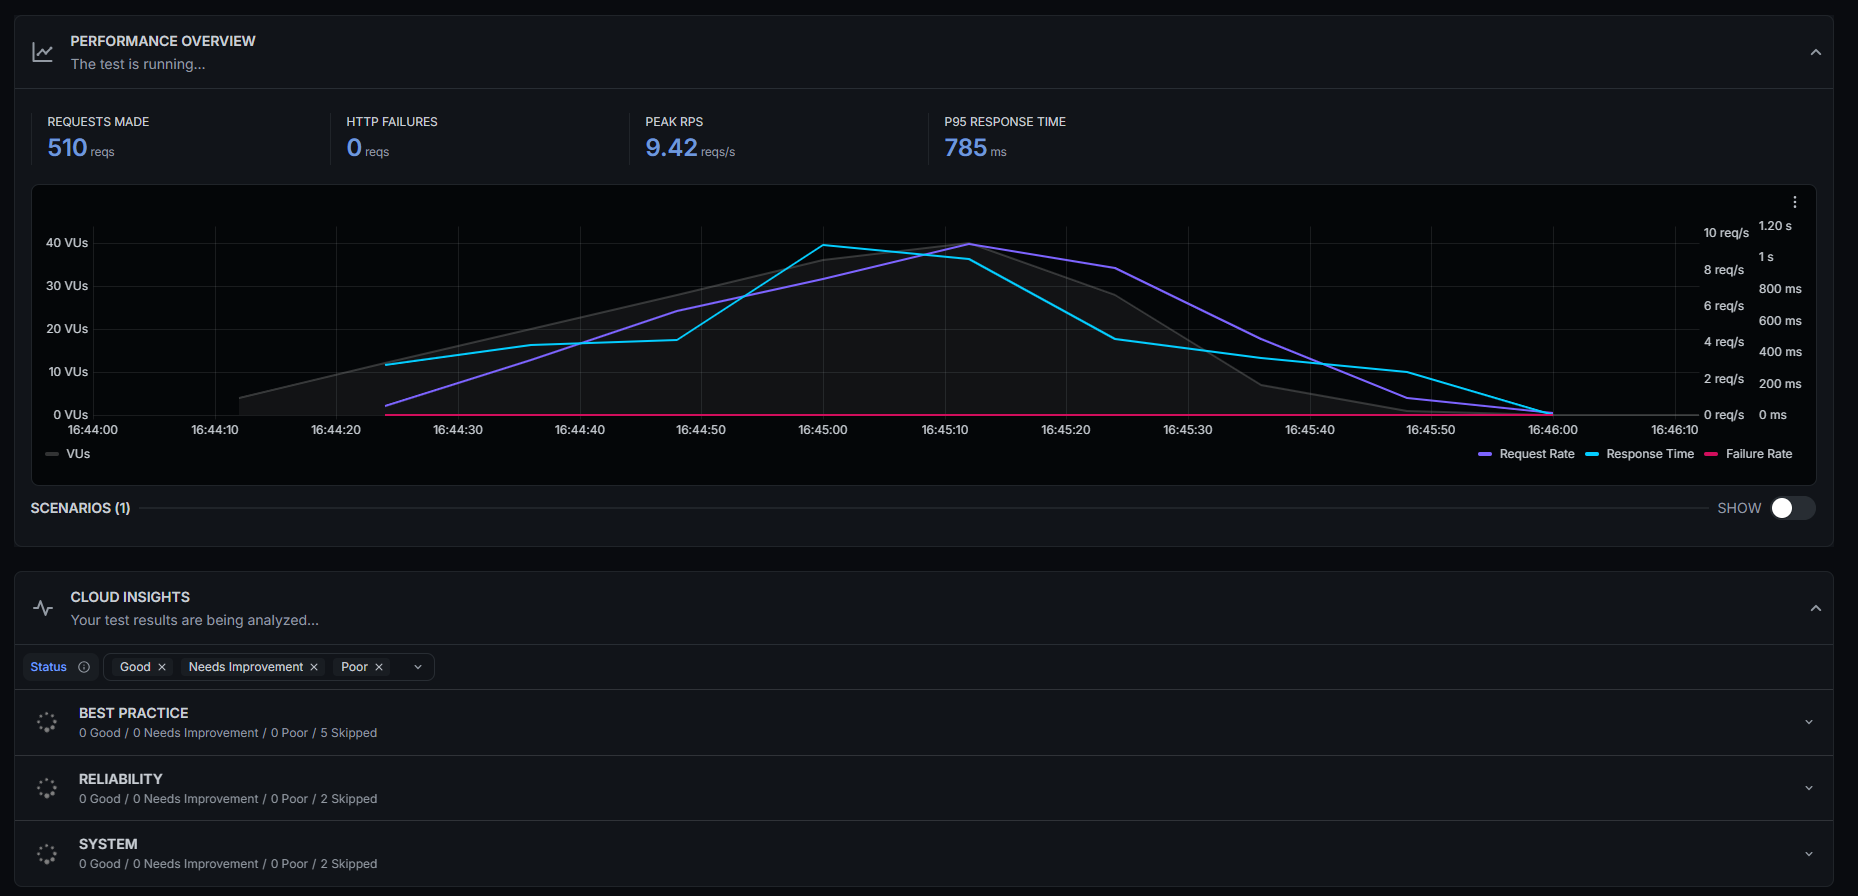 PERFORMANCE OVERVIEW
The test is running...
REQUESTS MADE
510 reqs
HTTP FAILURES
0 reqs
PEAK RPS
9.42 reqs/s
P95 RESPONSE TIME
785 ms
40 VUs
30 VUs
20 VUs
10 VUs
0 VUs
10 req/s
8 req/s
6 req/s
4 req/s
2 req/s
0 req/s
1.20 s
1 s
800 ms
600 ms
400 ms
200 ms
0 ms
16:44:00 16:44:10 16:44:20 16:44:30 16:44:40 16:44:50 16:45:00 16:45:10 16:45:20 16:45:30 16:45:40 16:45:50 16:46:00 16:46:10
VUs
Request Rate Response Time Failure Rate
SCENARIOS (1)
SHOW
CLOUD INSIGHTS
Your test results are being analyzed...
Status Good Needs Improvement Poor
BEST PRACTICE
0 Good / 0 Needs Improvement / 0 Poor / 5 Skipped
RELIABILITY
0 Good / 0 Needs Improvement / 0 Poor / 2 Skipped
SYSTEM
0 Good / 0 Needs Improvement / 0 Poor / 2 Skipped